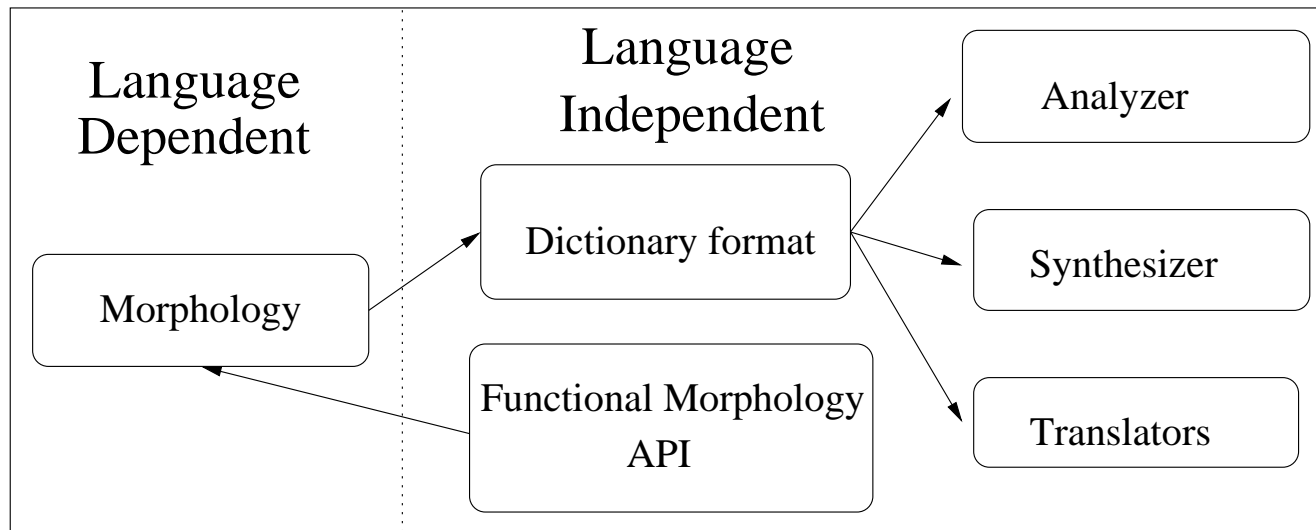 Language
Dependent
Language
Independent
Analyzer
Dictionary format
Synthesizer
Morphology
Functional Morphology
API
Translators